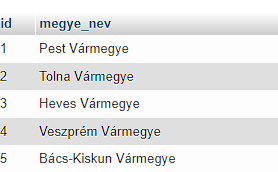 id megye_nev
1 Pest Vármegye
2 Tolna Vármegye
3 Heves Vármegye
4 Veszprém Vármegye
5 Bács-Kiskun Vármegye